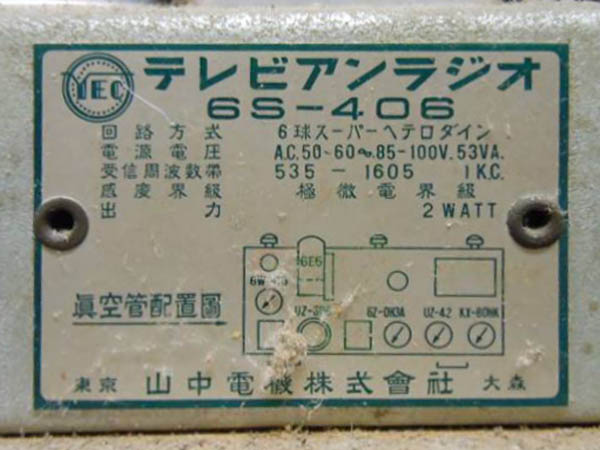 YEC テレビアンラジオ
6S-406
回路方式 6球スーパーヘテロダイン
電源電圧 A.C.50~60∿.85-100V.53VA.
受信周波数帯 535-1605 1KC.
感度界級 極微電界級
出力 2 WATT
6E5
眞空管配置圖 6Z-DH3A UZ-42 KX-80HK
東京 山中電機株式會社 大森